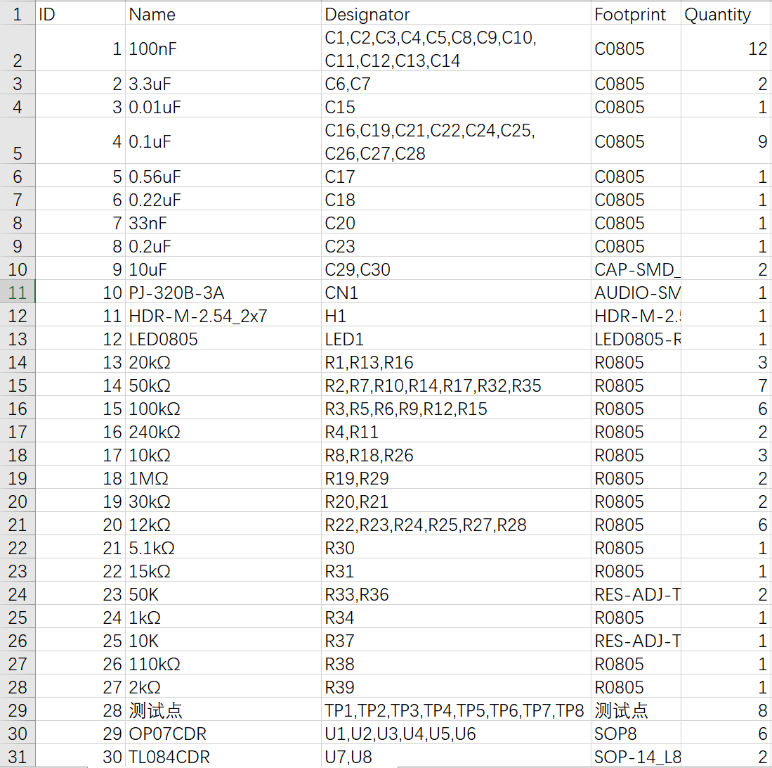 1 ID Name Designator Footprint Quantity
2 1 100nF C1,C2,C3,C4,C5,C8,C9,C10, C0805 12
C11,C12,C13,C14
3 2 3.3uF C6,C7 C0805 2
4 3 0.01uF C15 C0805 1
5 4 0.1uF C16,C19,C21,C22,C24,C25, C0805 9
C26,C27,C28
6 5 0.56uF C17 C0805 1
7 6 0.22uF C18 C0805 1
8 7 33nF C20 C0805 1
9 8 0.2uF C23 C0805 1
10 9 10uF C29,C30 CAP-SMD_ 2
11 10 PJ-320B-3A CN1 AUDIO-SM 1
12 11 HDR-M-2.54_2x7 H1 HDR-M-2. 1
13 12 LED0805 LED1 LED0805-R 1
14 13 20kΩ R1,R13,R16 R0805 3
15 14 50kΩ R2,R7,R10,R14,R17,R32,R35 R0805 7
16 15 100kΩ R3,R5,R6,R9,R12,R15 R0805 6
17 16 240kΩ R4,R11 R0805 2
18 17 10kΩ R8,R18,R26 R0805 3
19 18 1MΩ R19,R29 R0805 2
20 19 30kΩ R20,R21 R0805 2
21 20 12kΩ R22,R23,R24,R25,R27,R28 R0805 6
22 21 5.1kΩ R30 R0805 1
23 22 15kΩ R31 R0805 1
24 23 50K R33,R36 RES-ADJ-T 2
25 24 1kΩ R34 R0805 1
26 25 10K R37 RES-ADJ-T 1
27 26 110kΩ R38 R0805 1
28 27 2kΩ R39 R0805 1
29 28 测试点 TP1,TP2,TP3,TP4,TP5,TP6,TP7,TP8 测试点 8
30 29 OP07CDR U1,U2,U3,U4,U5,U6 SOP8 6
31 30 TL084CDR U7,U8 SOP-14_L8 2